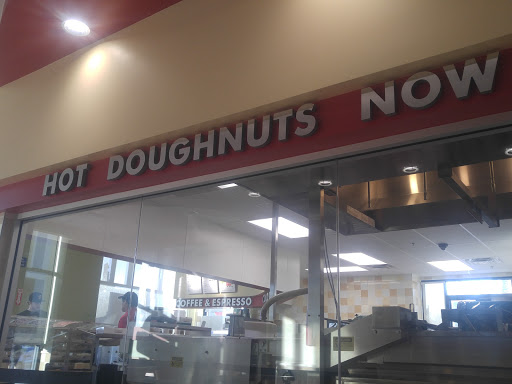 HOT DOUGHNUTS NOW
COFFEE & ESPRESSO